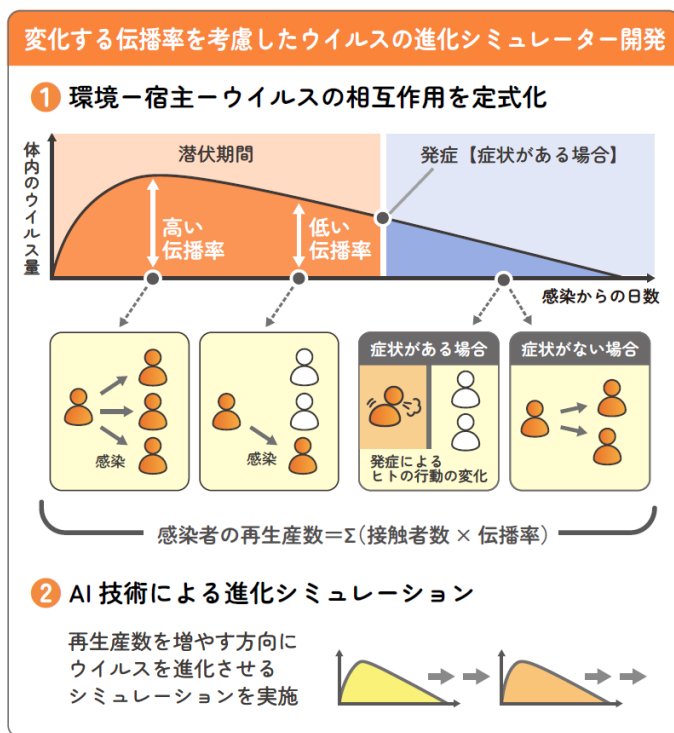 変化する伝播率を考慮したウイルスの進化シミュレーター開発
1 環境ー宿主ーウイルスの相互作用を定式化
体内のウイルス量
潜伏期間
発症【症状がある場合】
高い
伝播率
低い
伝播率
感染からの日数
感染
感染
症状がある場合
発症による
ヒトの行動の変化
症状がない場合
感染者の再生産数=Σ(接触者数 × 伝播率)
2 AI 技術による進化シミュレーション
再生産数を増やす方向に
ウイルスを進化させる
シミュレーションを実施